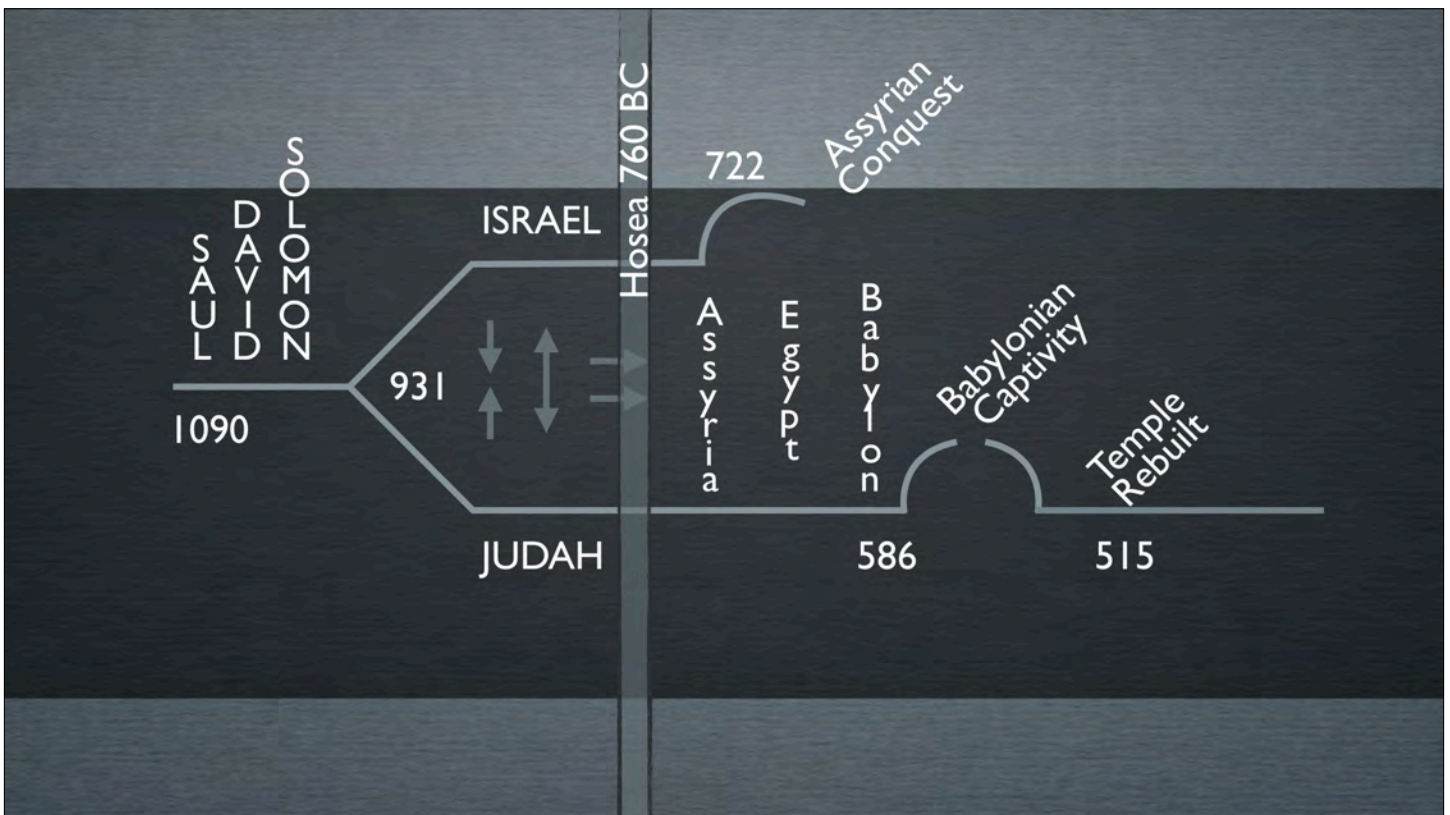 SAUL
DAVID
SOLOMON
1090
931
ISRAEL
JUDAH
Hosea 760 BC
722
Assyrian
Conquest
Assyria
Egypt
Babylon
586
Babylonian
Captivity
Temple
Rebuilt
515